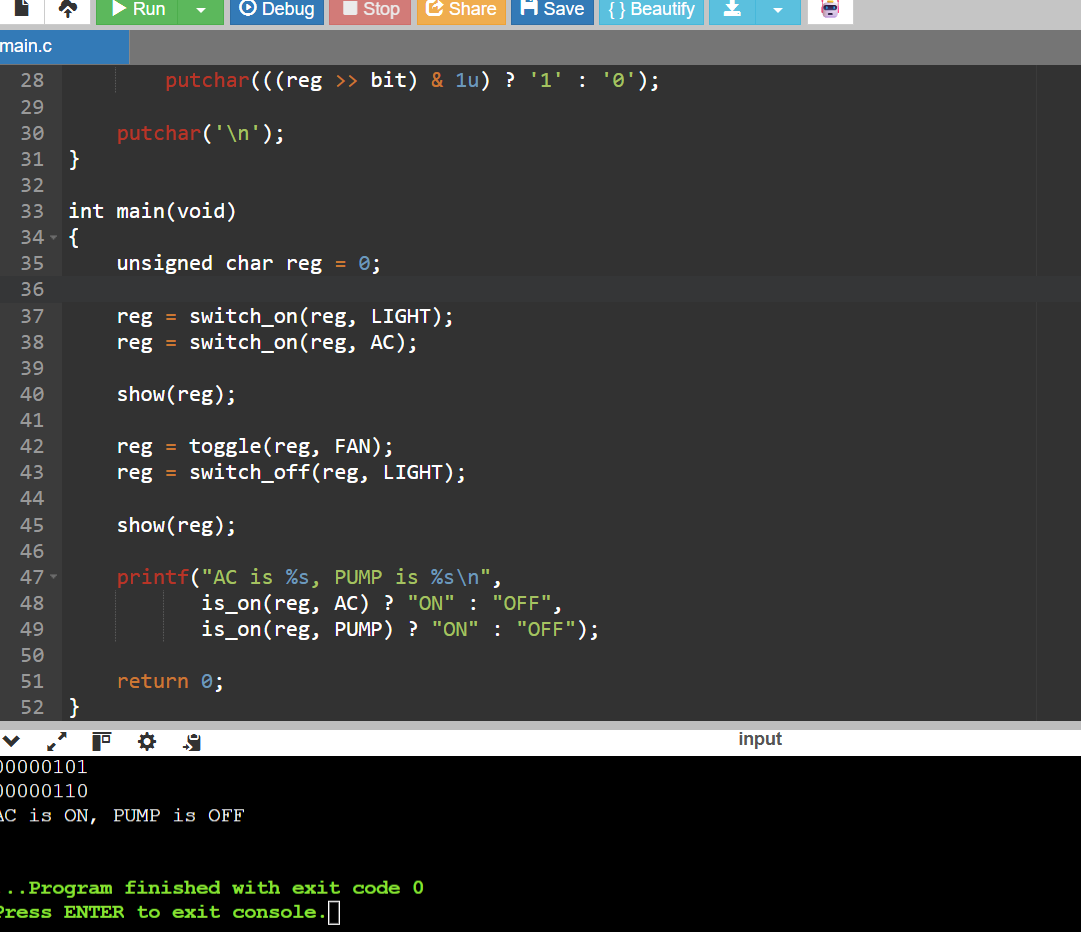 Run Debug Stop Share Save { } Beautify
main.c
28         putchar(((reg >> bit) & 1u) ? '1' : '0');
29
30     putchar('\n');
31 }
32
33 int main(void)
34 {
35     unsigned char reg = 0;
36
37     reg = switch_on(reg, LIGHT);
38     reg = switch_on(reg, AC);
39
40     show(reg);
41
42     reg = toggle(reg, FAN);
43     reg = switch_off(reg, LIGHT);
44
45     show(reg);
46
47     printf("AC is %s, PUMP is %s\n",
48            is_on(reg, AC) ? "ON" : "OFF",
49            is_on(reg, PUMP) ? "ON" : "OFF");
50
51     return 0;
52 }
input
00000101
00000110
AC is ON, PUMP is OFF
..Program finished with exit code 0
Press ENTER to exit console.